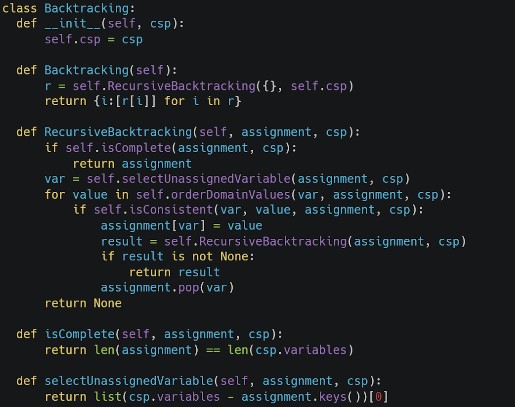 class Backtracking:
def __init__(self, csp):
self.csp = csp
def Backtracking(self):
r = self.RecursiveBacktracking({}, self.csp)
return {i:[r[i]] for i in r}
def RecursiveBacktracking(self, assignment, csp):
if self.isComplete(assignment, csp):
return assignment
var = self.selectUnassignedVariable(assignment, csp)
for value in self.orderDomainValues(var, assignment, csp):
if self.isConsistent(var, value, assignment, csp):
assignment[var] = value
result = self.RecursiveBacktracking(assignment, csp)
if result is not None:
return result
assignment.pop(var)
return None
def isComplete(self, assignment, csp):
return len(assignment) == len(csp.variables)
def selectUnassignedVariable(self, assignment, csp):
return list(csp.variables - assignment.keys())[0]